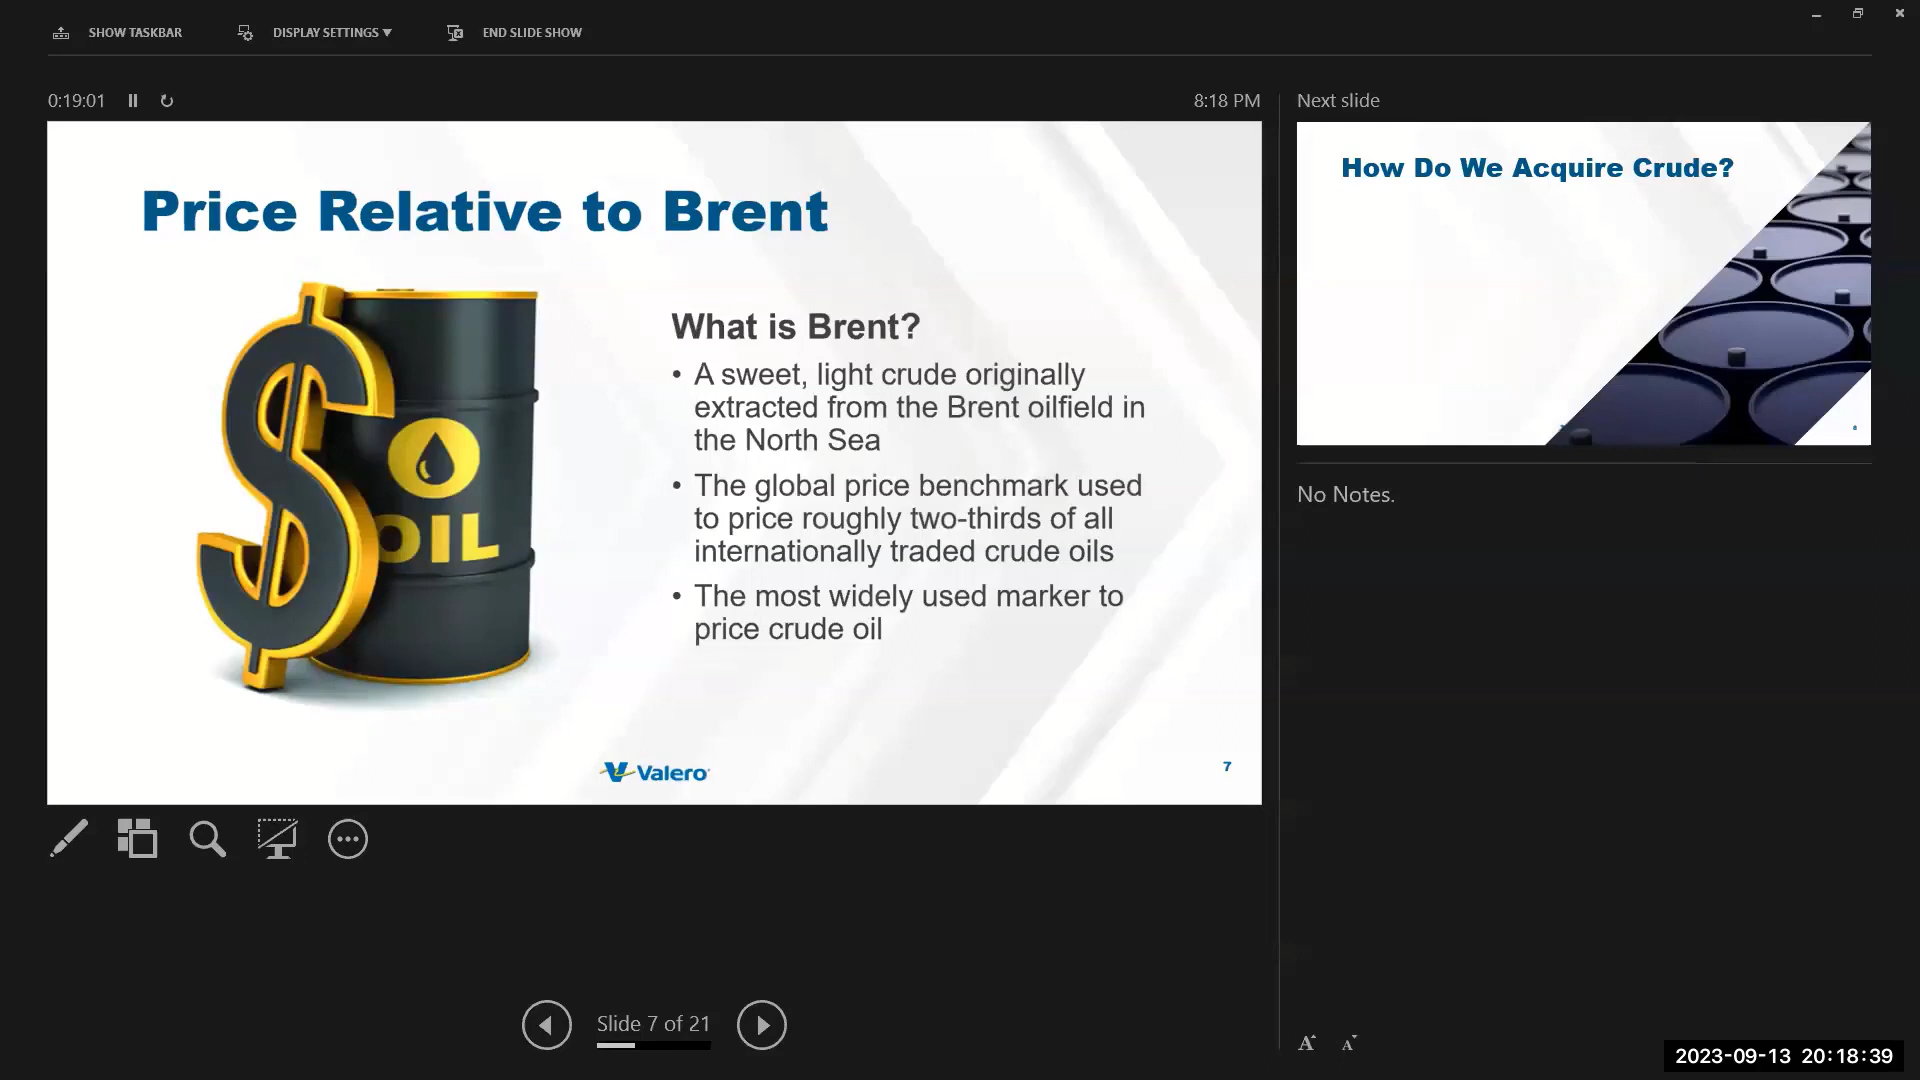 SHOW TASKBAR
DISPLAY SETTINGS
END SLIDE SHOW
0:19:01
8:18 PM
Price Relative to Brent
OIL
What is Brent?
• A sweet, light crude originally
extracted from the Brent oilfield in
the North Sea
• The global price benchmark used
to price roughly two-thirds of all
internationally traded crude oils
• The most widely used marker to
price crude oil
Valero
7
Next slide
How Do We Acquire Crude?
No Notes.
Slide 7 of 21
A A
2023-09-13 20:18:39